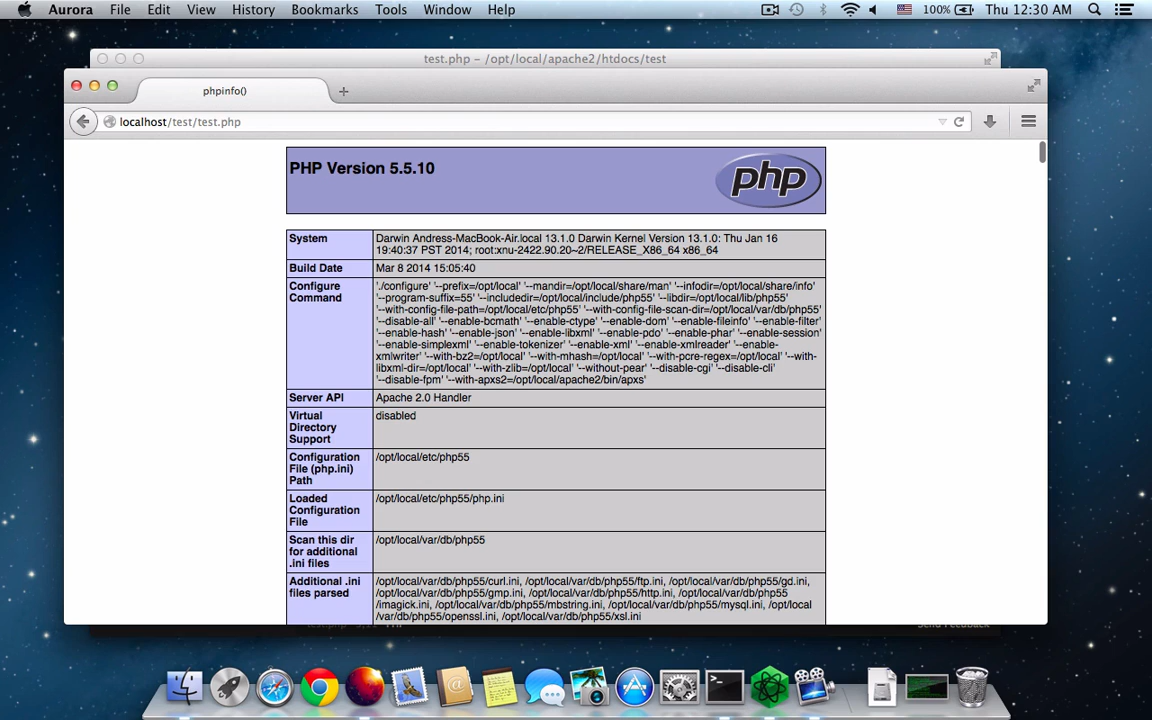 Aurora File Edit View History Bookmarks Tools Window Help 100% Thu 12:30 AM
test.php - /opt/local/apache2/htdocs/test
phpinfo()
localhost/test/test.php
PHP Version 5.5.10
php
System
Darwin Andress-MacBook-Air.local 13.1.0 Darwin Kernel Version 13.1.0: Thu Jan 16
19:40:37 PST 2014; root:xnu-2422.90.20~2/RELEASE_X86_64 x86_64
Build Date
Mar 8 2014 15:05:40
Configure
Command
'./configure' '--prefix=/opt/local' '--mandir=/opt/local/share/man' '--infodir=/opt/local/share/info'
'--program-suffix=55' '--includedir=/opt/local/include/php55' '--libdir=/opt/local/lib/php55'
'--with-config-file-path=/opt/local/etc/php55' '--with-config-file-scan-dir=/opt/local/var/db/php55'
'--disable-all' '--enable-bcmath' '--enable-ctype' '--enable-dom' '--enable-fileinfo' '--enable-filter'
'--enable-hash' '--enable-json' '--enable-libxml' '--enable-pdo' '--enable-phar' '--enable-session'
'--enable-simplexml' '--enable-tokenizer' '--enable-xml' '--enable-xmlreader' '--enable-
xmlwriter' '--with-bz2=/opt/local' '--with-mhash=/opt/local' '--with-pcre-regex=/opt/local' '--with-
libxml-dir=/opt/local' '--with-zlib=/opt/local' '--without-pear' '--disable-cgi' '--disable-cli'
'--disable-fpm' '--with-apxs2=/opt/local/apache2/bin/apxs'
Server API
Apache 2.0 Handler
Virtual
Directory
Support
disabled
Configuration
File (php.ini)
Path
/opt/local/etc/php55
Loaded
Configuration
File
/opt/local/etc/php55/php.ini
Scan this dir
for additional
.ini files
/opt/local/var/db/php55
Additional .ini
files parsed
/opt/local/var/db/php55/curl.ini, /opt/local/var/db/php55/ftp.ini, /opt/local/var/db/php55/gd.ini,
/opt/local/var/db/php55/gmp.ini, /opt/local/var/db/php55/http.ini, /opt/local/var/db/php55
/imagick.ini, /opt/local/var/db/php55/mbstring.ini, /opt/local/var/db/php55/mysql.ini, /opt/local
/var/db/php55/openssl.ini, /opt/local/var/db/php55/xsl.ini
Send Feedback